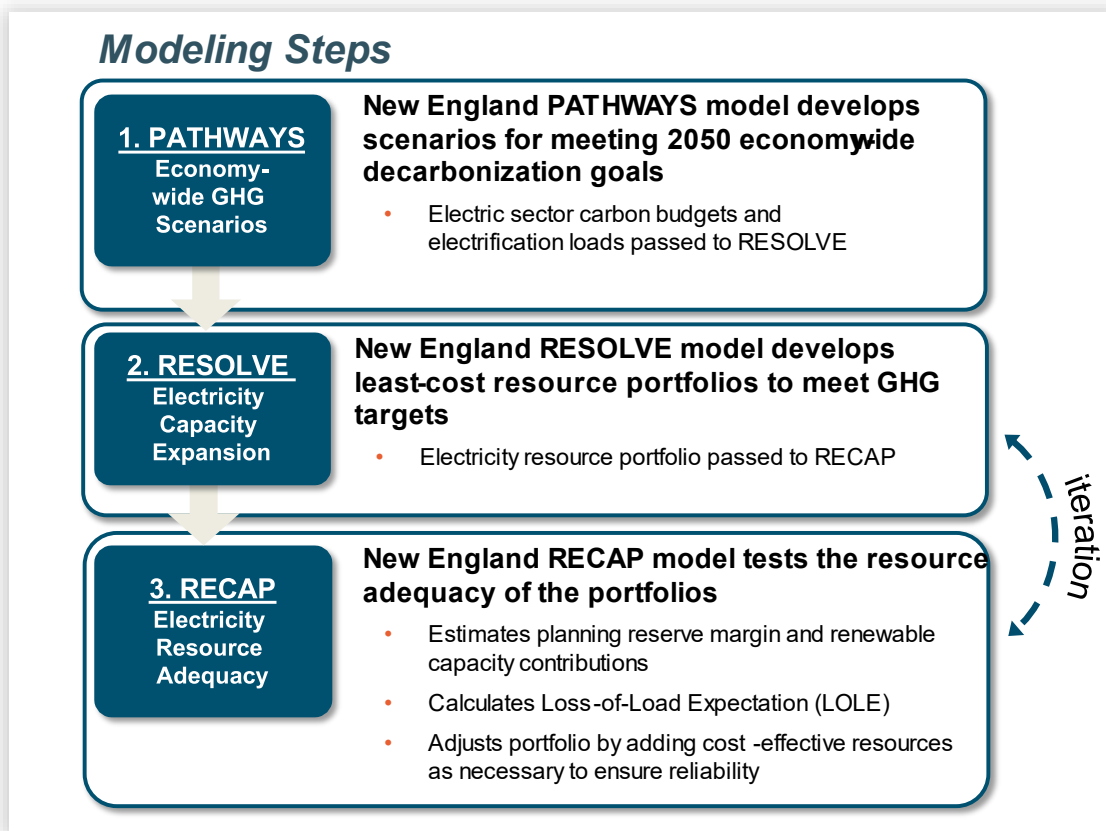 Modeling Steps
1. PATHWAYS
Economy-
wide GHG
Scenarios
New England PATHWAYS model develops
scenarios for meeting 2050 economy-wide
decarbonization goals
• Electric sector carbon budgets and
electrification loads passed to RESOLVE
2. RESOLVE
Electricity
Capacity
Expansion
New England RESOLVE model develops
least-cost resource portfolios to meet GHG
targets
• Electricity resource portfolio passed to RECAP
iteration
3. RECAP
Electricity
Resource
Adequacy
New England RECAP model tests the resource
adequacy of the portfolios
• Estimates planning reserve margin and renewable
capacity contributions
• Calculates Loss-of-Load Expectation (LOLE)
• Adjusts portfolio by adding cost -effective resources
as necessary to ensure reliability